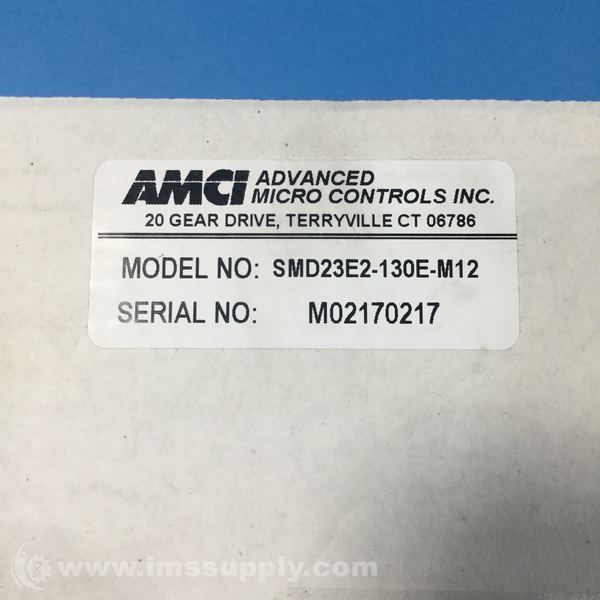 AMCI ADVANCED
MICRO CONTROLS INC.
20 GEAR DRIVE, TERRYVILLE CT 06786
MODEL NO: SMD23E2-130E-M12
SERIAL NO: M02170217
www.imssupply.com